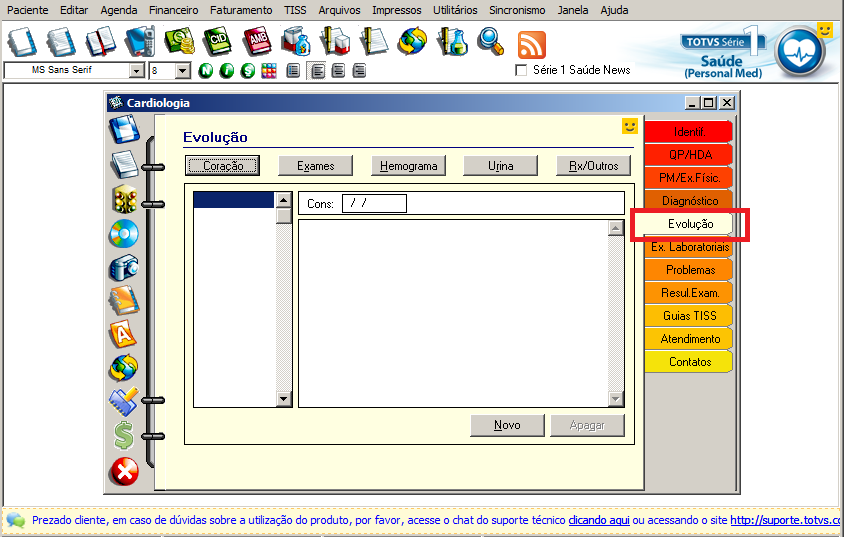 Paciente Editar Agenda Financeiro Faturamento TISS Arquivos Impressos Utilitários Sincronismo Janela Ajuda
CID AMB
TOTVS Série 1
Saúde
(Personal Med)
MS Sans Serif 8 N I S Série 1 Saúde News
Cardiologia
Evolução
Coração Exames Hemograma Urina Rx/Outros
Cons: / /
Novo Apagar
Identif.
QP/HDA
PM/Ex.Físic.
Diagnóstico
Evolução
Ex. Laboratoriais
Problemas
Resul.Exam.
Guias TISS
Atendimento
Contatos
Prezado cliente, em caso de dúvidas sobre a utilização do produto, por favor, acesse o chat do suporte técnico clicando aqui ou acessando o site http://suporte.totvs.co